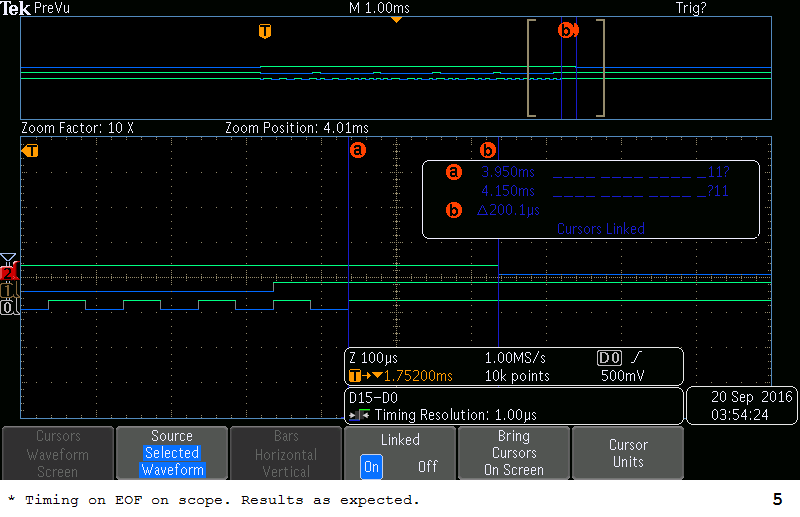 Tek PreVu M 1.00ms Trig?
T b
Zoom Factor: 10 X Zoom Position: 4.01ms
T a b
a 3.950ms ____ ____ ____ _11?
4.150ms ____ ____ ____ _?11
b △200.1µs
Cursors Linked
2
1
0
Z 100µs 1.00MS/s D0
T→▼1.75200ms 10k points 500mV
D15-D0
Timing Resolution: 1.00µs
20 Sep 2016
03:54:24
Cursors
Waveform
Screen
Source
Selected
Waveform
Bars
Horizontal
Vertical
Linked
On Off
Bring
Cursors
On Screen
Cursor
Units
* Timing on EOF on scope. Results as expected. 5